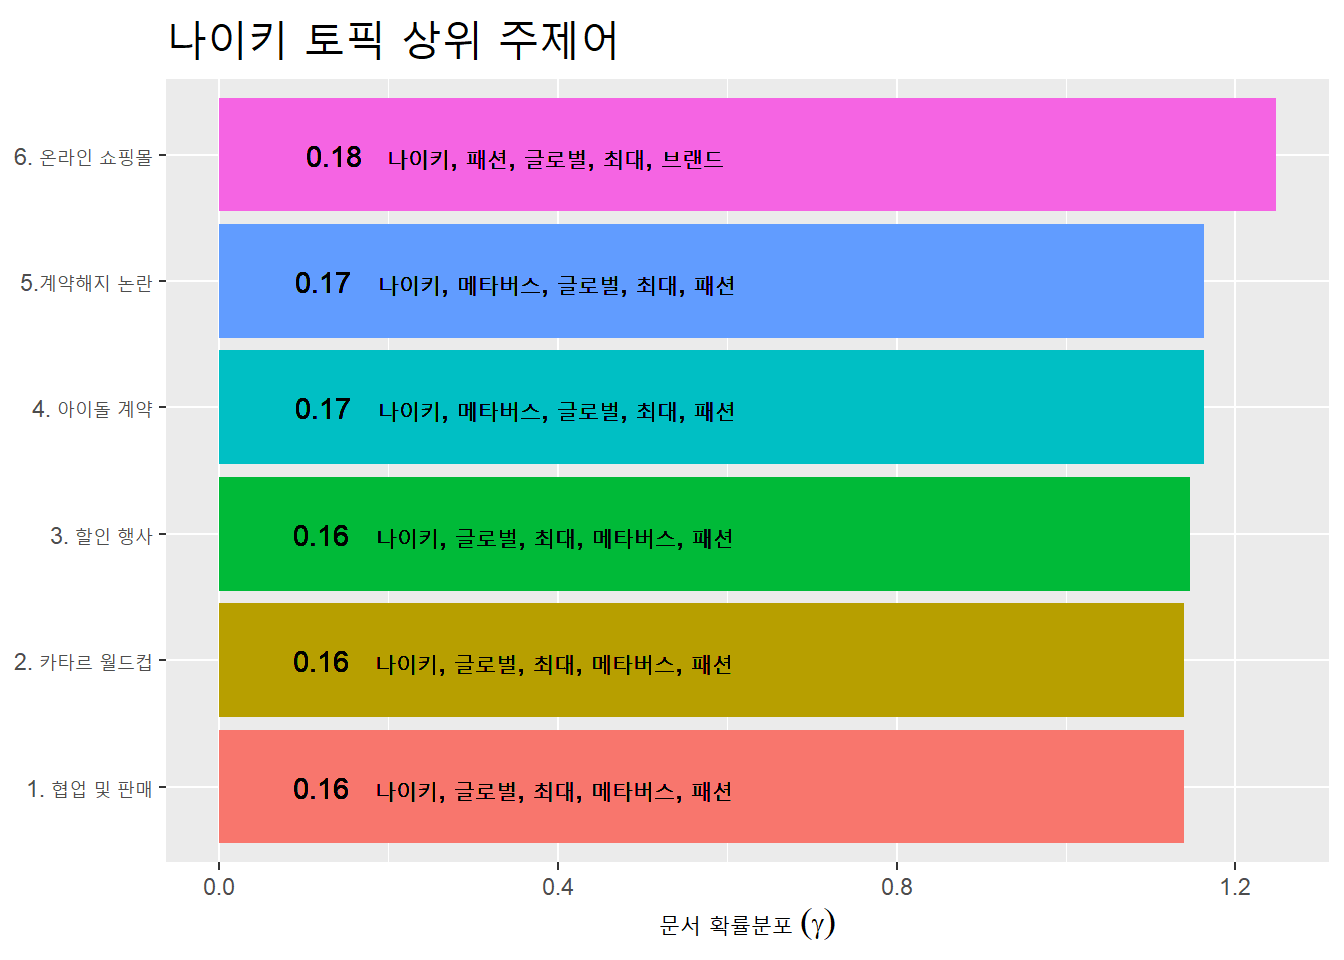 나이키 토픽 상위 주제어
6. 온라인 쇼핑몰
0.18 나이키, 패션, 글로벌, 최대, 브랜드
5.계약해지 논란
0.17 나이키, 메타버스, 글로벌, 최대, 패션
4. 아이돌 계약
0.17 나이키, 메타버스, 글로벌, 최대, 패션
3. 할인 행사
0.16 나이키, 글로벌, 최대, 메타버스, 패션
2. 카타르 월드컵
0.16 나이키, 글로벌, 최대, 메타버스, 패션
1. 협업 및 판매
0.16 나이키, 글로벌, 최대, 메타버스, 패션
0.0 0.4 0.8 1.2
문서 확률분포 (γ)